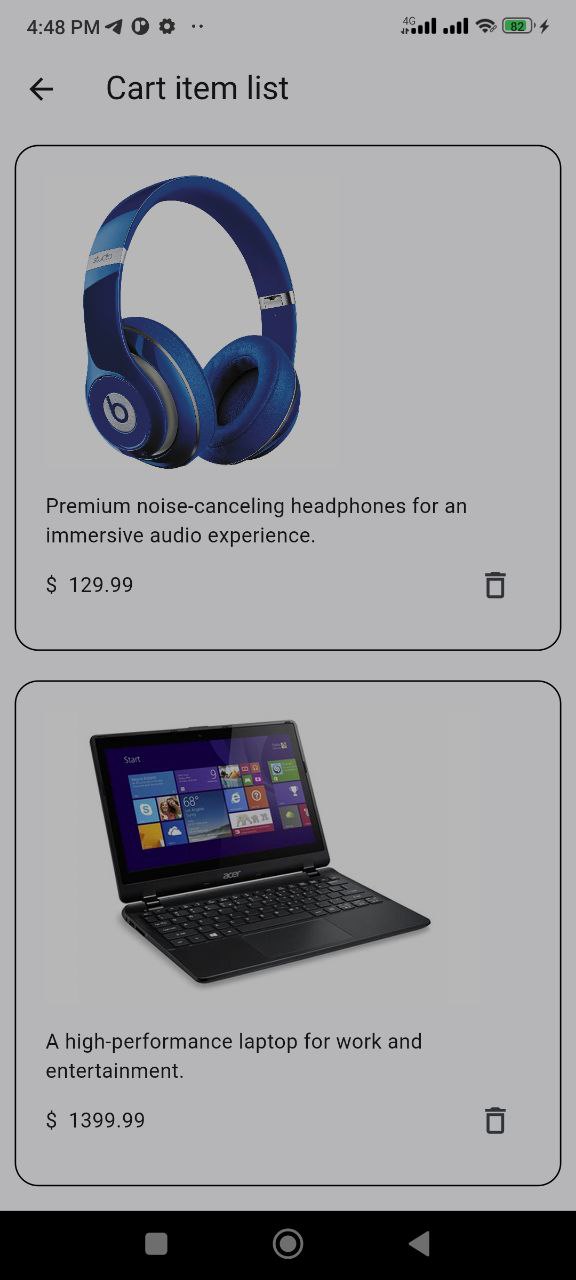 4:48 PM
4G
82
Cart item list
studio
b
Premium noise-canceling headphones for an
immersive audio experience.
$ 129.99
Start
9
68°
acer
A high-performance laptop for work and
entertainment.
$ 1399.99